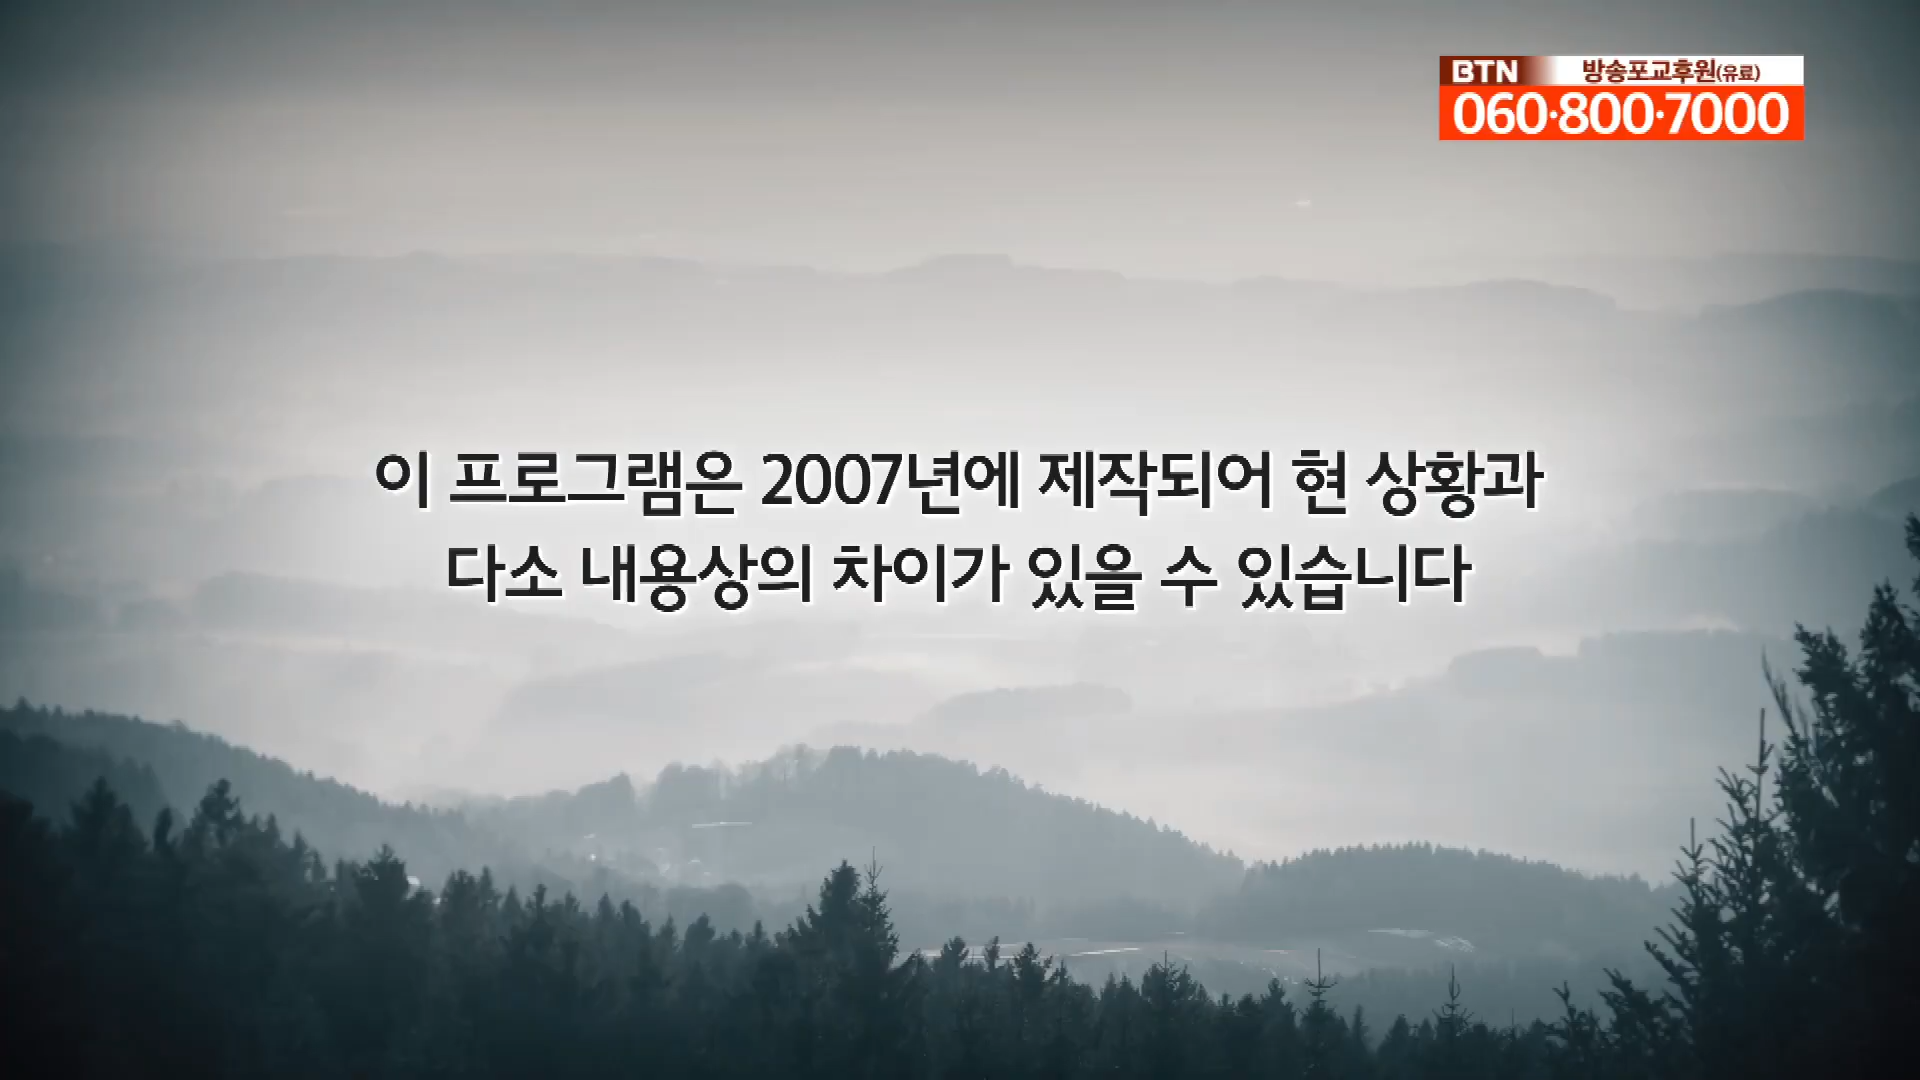 BTN 방송포교후원(유료)
060·800·7000
이 프로그램은 2007년에 제작되어 현 상황과
다소 내용상의 차이가 있을 수 있습니다